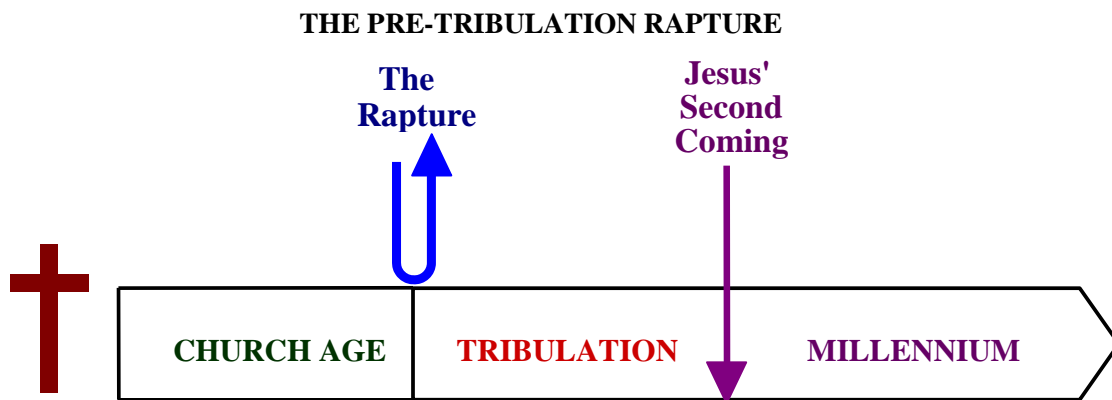 THE PRE-TRIBULATION RAPTURE
The
Rapture
Jesus'
Second
Coming
CHURCH AGE
TRIBULATION
MILLENNIUM